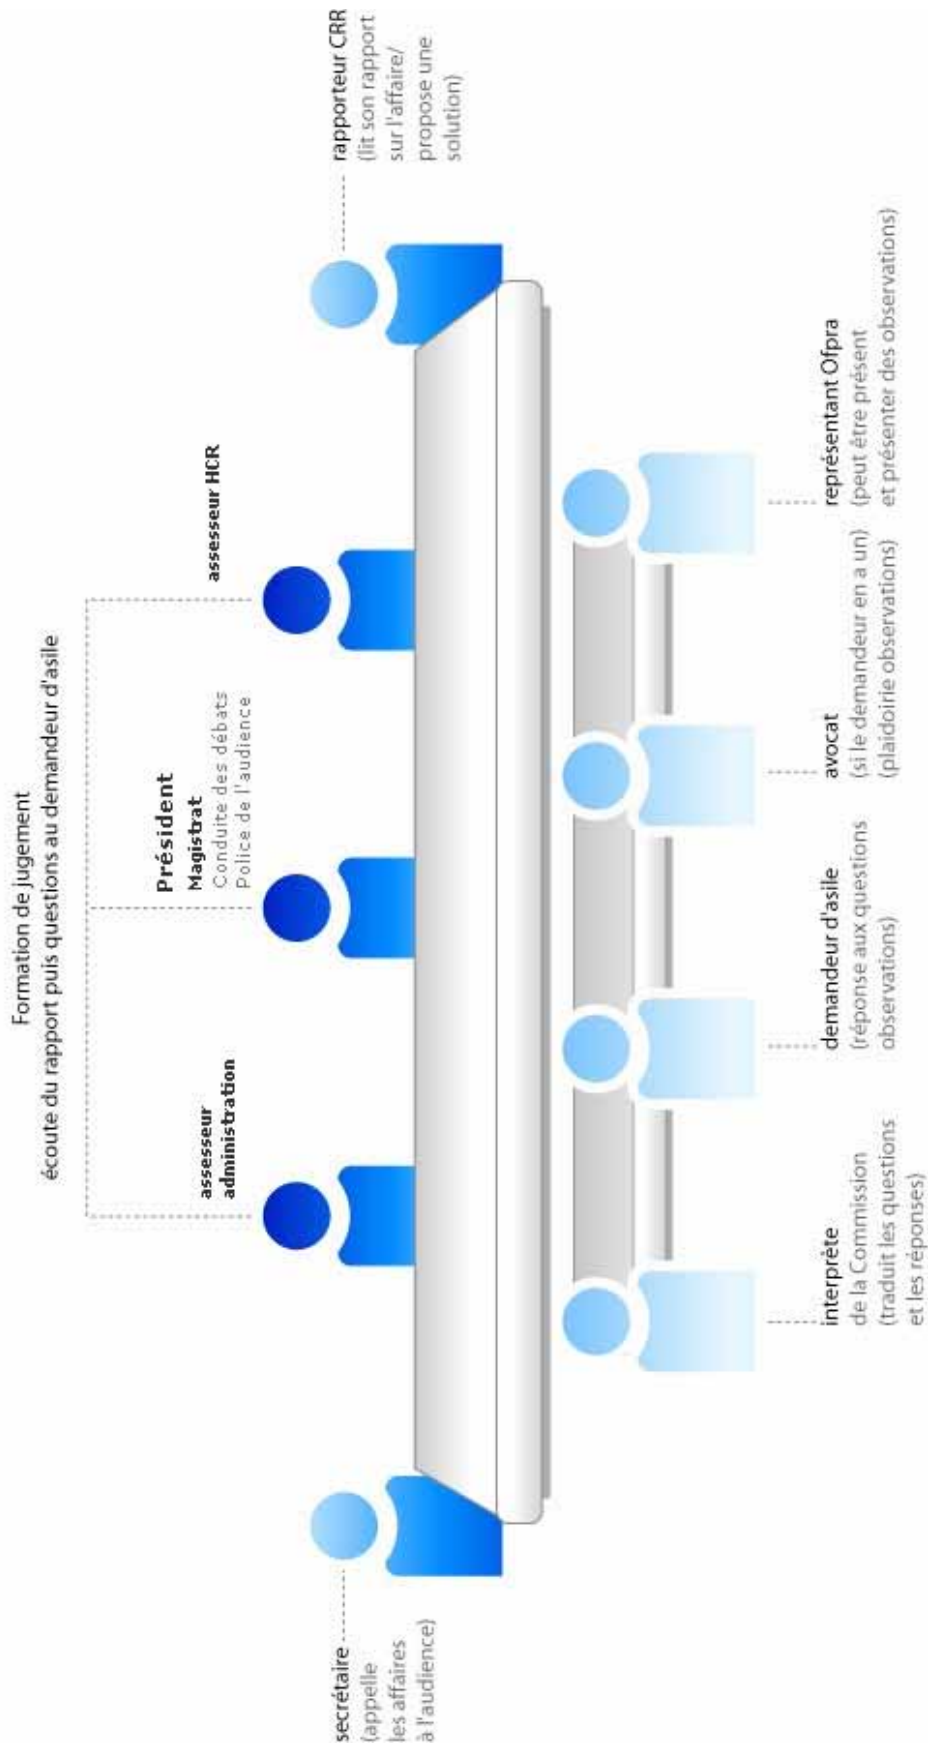 Formation de jugement
écoute du rapport puis questions au demandeur d'asile
assesseur
administration
Président
Magistrat
Conduite des débats
Police de l'audience
assesseur HCR
secrétaire
(appelle
les affaires
à l'audience)
rapporteur CRR
(lit son rapport
sur l'affaire/
propose une
solution)
interprète
de la Commission
(traduit les questions
et les réponses)
demandeur d'asile
(réponse aux questions
observations)
avocat
(si le demandeur en a un)
(plaidoirie observations)
représentant Ofpra
(peut être présent
et présenter des observations)